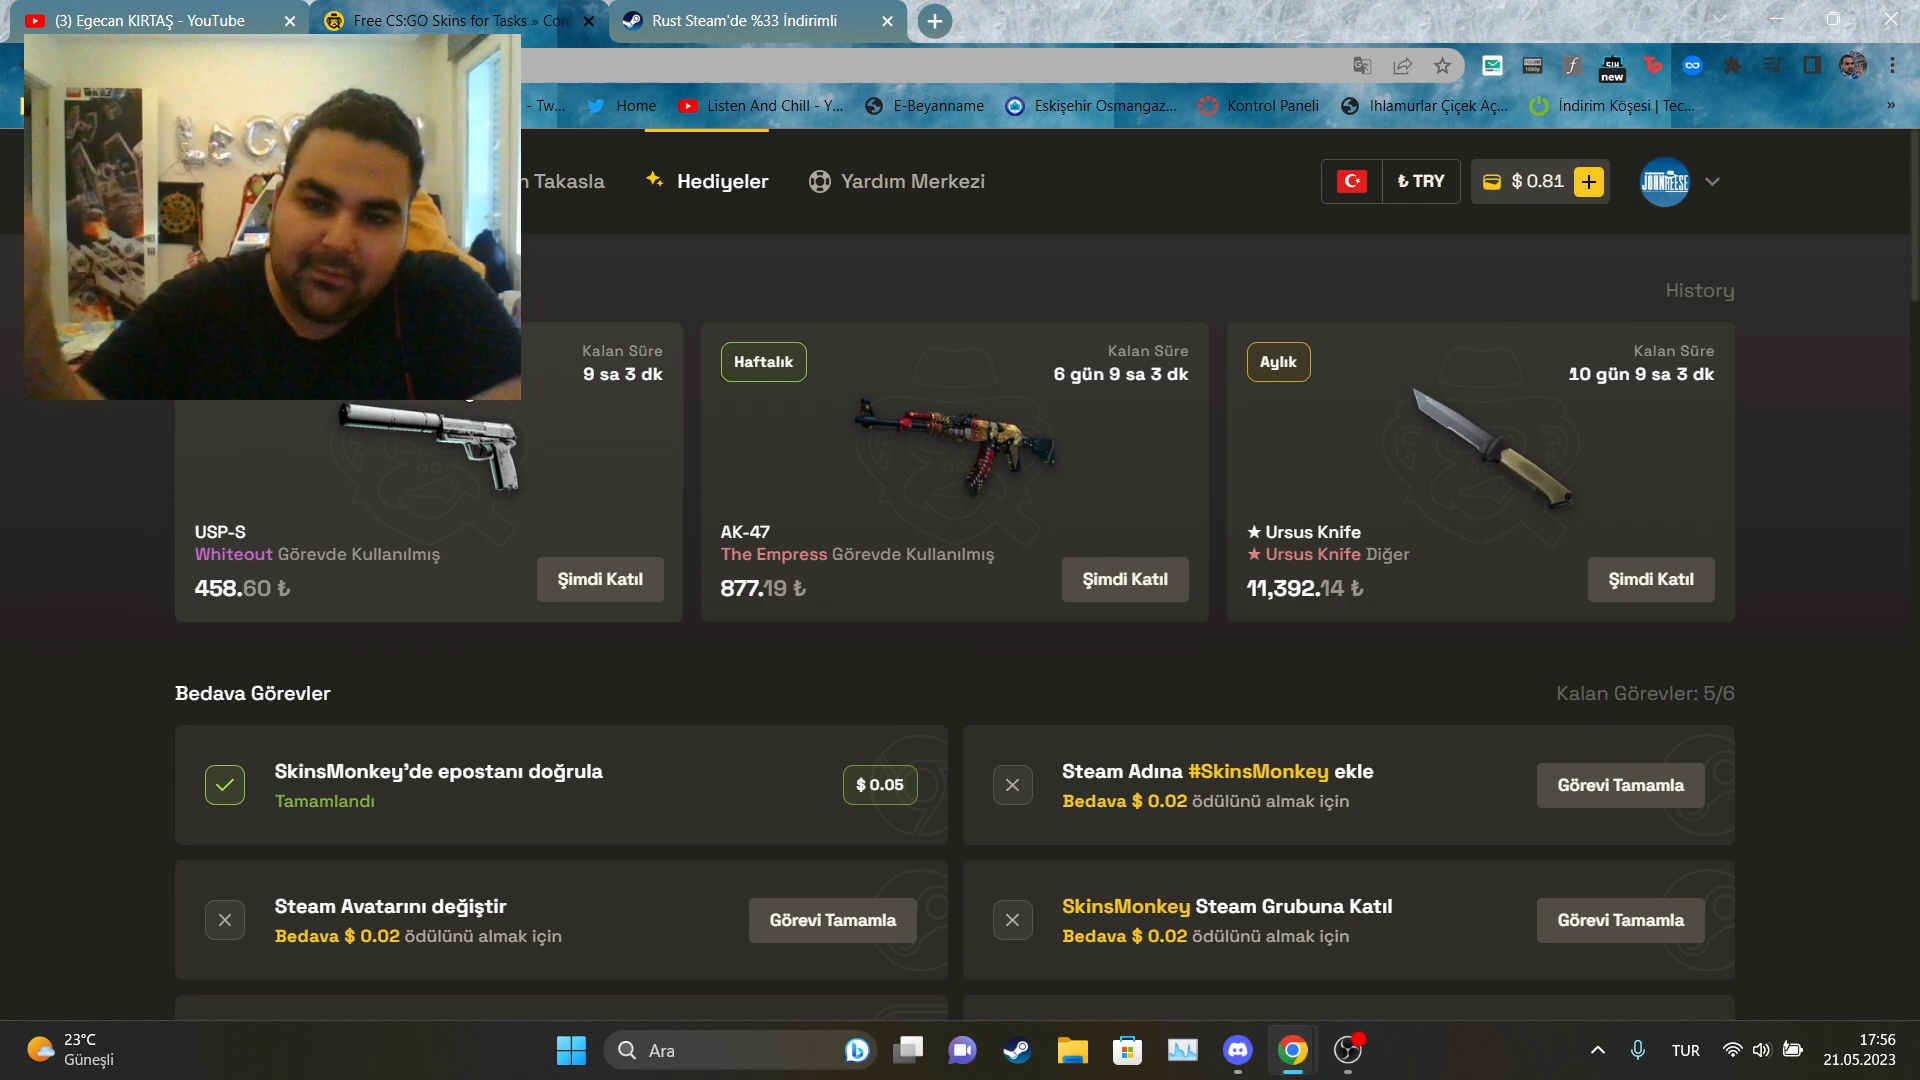 (3) Egecan KIRTAŞ - YouTube
Free CS:GO Skins for Tasks » Con
Rust Steam'de %33 İndirimli
new
- Tw...
Home
Listen And Chill - Y...
E-Beyanname
Eskişehir Osmangaz...
Kontrol Paneli
Ihlamurlar Çiçek Aç...
İndirim Köşesi | Tec...
»
n Takasla
Hediyeler
Yardım Merkezi
₺ TRY
$ 0.81
JOHNREESE
History
Kalan Süre
9 sa 3 dk
USP-S
Whiteout Görevde Kullanılmış
458.60 ₺
Şimdi Katıl
Haftalık
Kalan Süre
6 gün 9 sa 3 dk
AK-47
The Empress Görevde Kullanılmış
877.19 ₺
Şimdi Katıl
Aylık
Kalan Süre
10 gün 9 sa 3 dk
★ Ursus Knife
★ Ursus Knife Diğer
11,392.14 ₺
Şimdi Katıl
Bedava Görevler
Kalan Görevler: 5/6
SkinsMonkey'de epostanı doğrula
Tamamlandı
$ 0.05
Steam Adına #SkinsMonkey ekle
Bedava $ 0.02 ödülünü almak için
Görevi Tamamla
Steam Avatarını değiştir
Bedava $ 0.02 ödülünü almak için
Görevi Tamamla
SkinsMonkey Steam Grubuna Katıl
Bedava $ 0.02 ödülünü almak için
Görevi Tamamla
23°C
Güneşli
Ara
TUR
17:56
21.05.2023